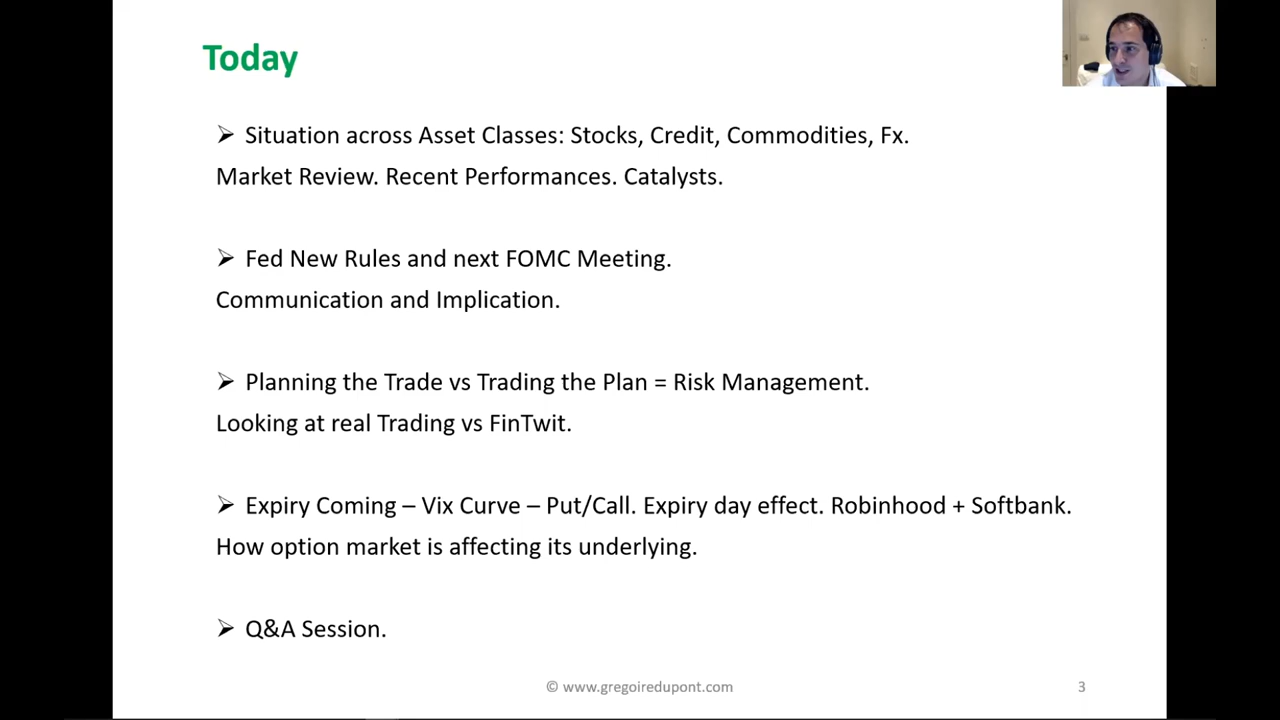 Today
➢ Situation across Asset Classes: Stocks, Credit, Commodities, Fx.
Market Review. Recent Performances. Catalysts.
➢ Fed New Rules and next FOMC Meeting.
Communication and Implication.
➢ Planning the Trade vs Trading the Plan = Risk Management.
Looking at real Trading vs FinTwit.
➢ Expiry Coming – Vix Curve – Put/Call. Expiry day effect. Robinhood + Softbank.
How option market is affecting its underlying.
➢ Q&A Session.
© www.gregoiredupont.com
3